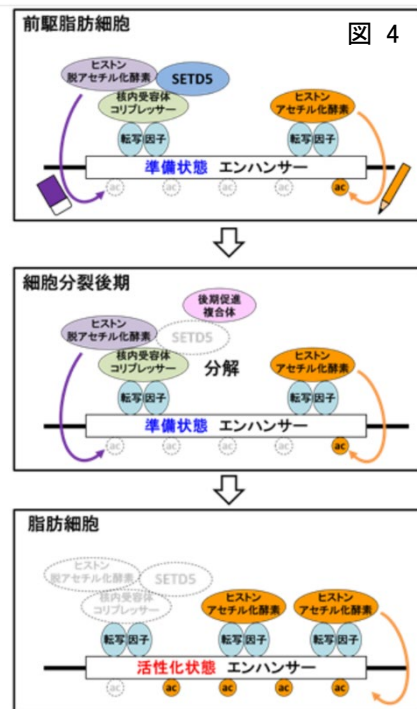 図 4
前駆脂肪細胞
ヒストン
脱アセチル化酵素
SETD5
核内受容体
コリプレッサー
ヒストン
アセチル化酵素
転写 因子
転写 因子
準備状態 エンハンサー
ac ac ac ac ac
細胞分裂後期
後期促進
複合体
ヒストン
脱アセチル化酵素
SETD5
核内受容体
コリプレッサー
分解
ヒストン
アセチル化酵素
転写 因子
転写 因子
準備状態 エンハンサー
ac ac ac ac ac
脂肪細胞
ヒストン
脱アセチル化酵素
SETD5
核内受容体
コリプレッサー
ヒストン
アセチル化酵素
ヒストン
アセチル化酵素
転写 因子
転写 因子
転写 因子
活性化状態 エンハンサー
ac ac ac ac ac